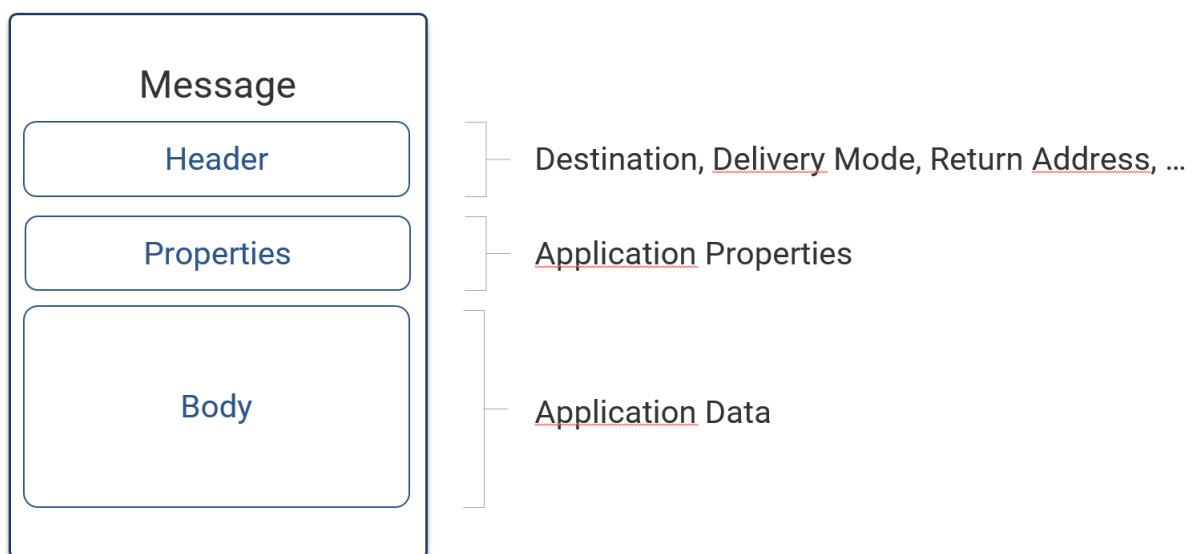 Message
Header
Destination, Delivery Mode, Return Address, ...
Properties
Application Properties
Body
Application Data